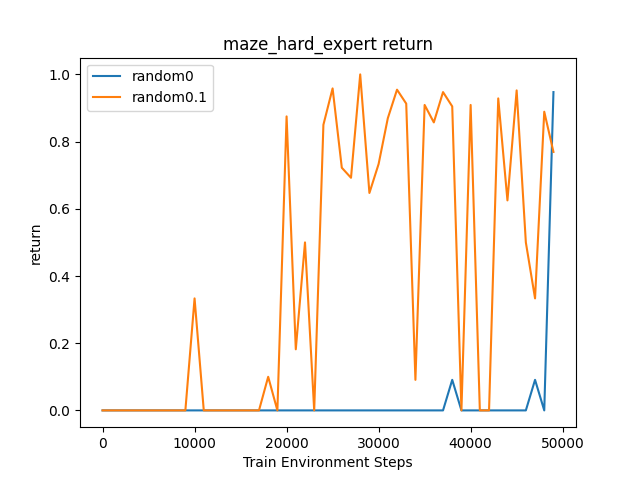 maze_hard_expert return
random0
random0.1
1.0
0.8
0.6
0.4
0.2
0.0
return
0 10000 20000 30000 40000 50000
Train Environment Steps